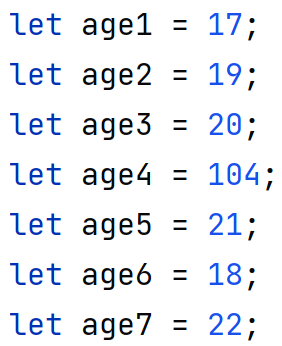 let age1 = 17;
let age2 = 19;
let age3 = 20;
let age4 = 104;
let age5 = 21;
let age6 = 18;
let age7 = 22;